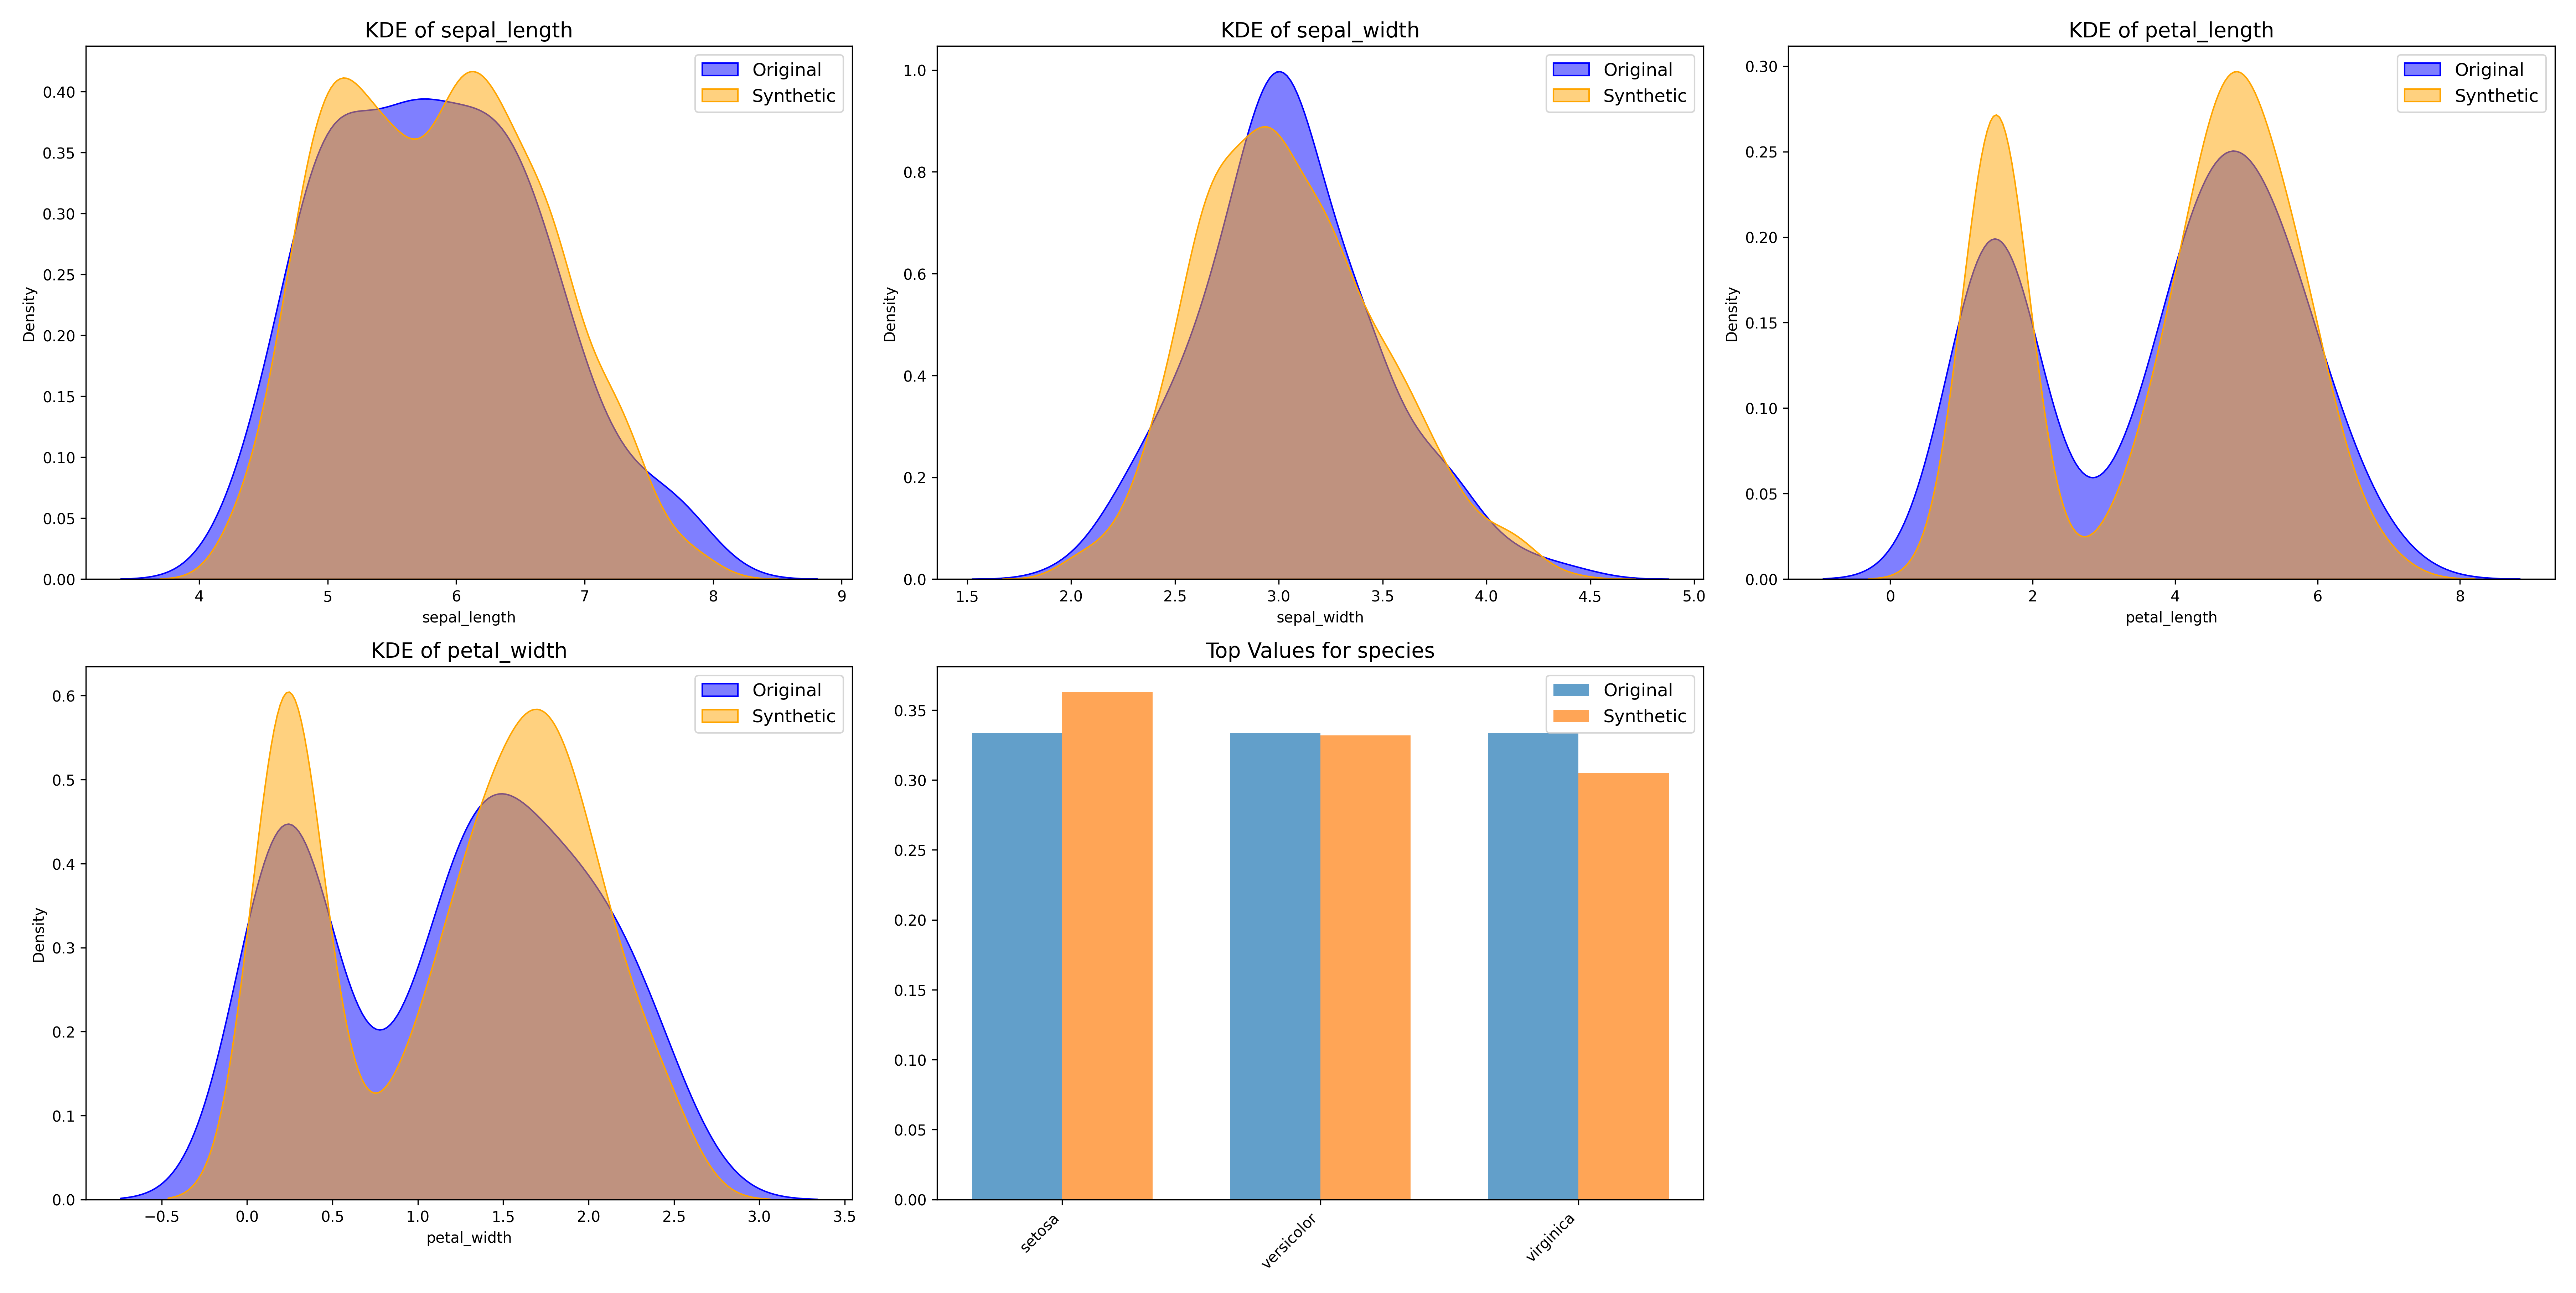 KDE of sepal_length
Original
Synthetic
Density
0.40
0.35
0.30
0.25
0.20
0.15
0.10
0.05
0.00
4 5 6 7 8 9
sepal_length
KDE of sepal_width
Original
Synthetic
Density
1.0
0.8
0.6
0.4
0.2
0.0
1.5 2.0 2.5 3.0 3.5 4.0 4.5 5.0
sepal_width
KDE of petal_length
Original
Synthetic
Density
0.30
0.25
0.20
0.15
0.10
0.05
0.00
0 2 4 6 8
petal_length
KDE of petal_width
Original
Synthetic
Density
0.6
0.5
0.4
0.3
0.2
0.1
0.0
−0.5 0.0 0.5 1.0 1.5 2.0 2.5 3.0 3.5
petal_width
Top Values for species
Original
Synthetic
0.35
0.30
0.25
0.20
0.15
0.10
0.05
0.00
setosa
versicolor
virginica